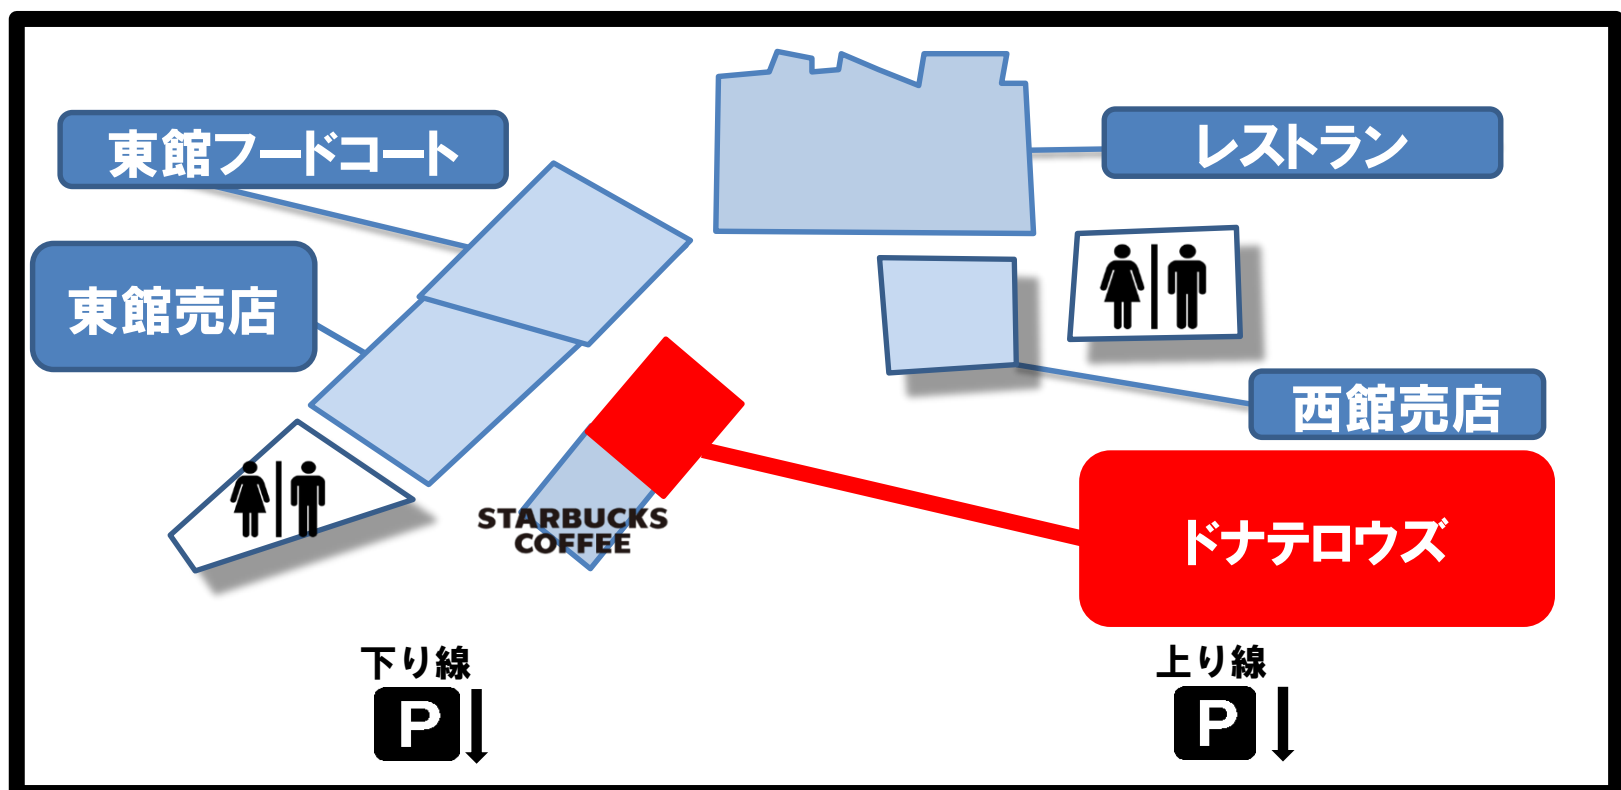 東館フードコート
レストラン
東館売店
西館売店
STARBUCKS
COFFEE
ドナテロウズ
下り線
P
上り線
P